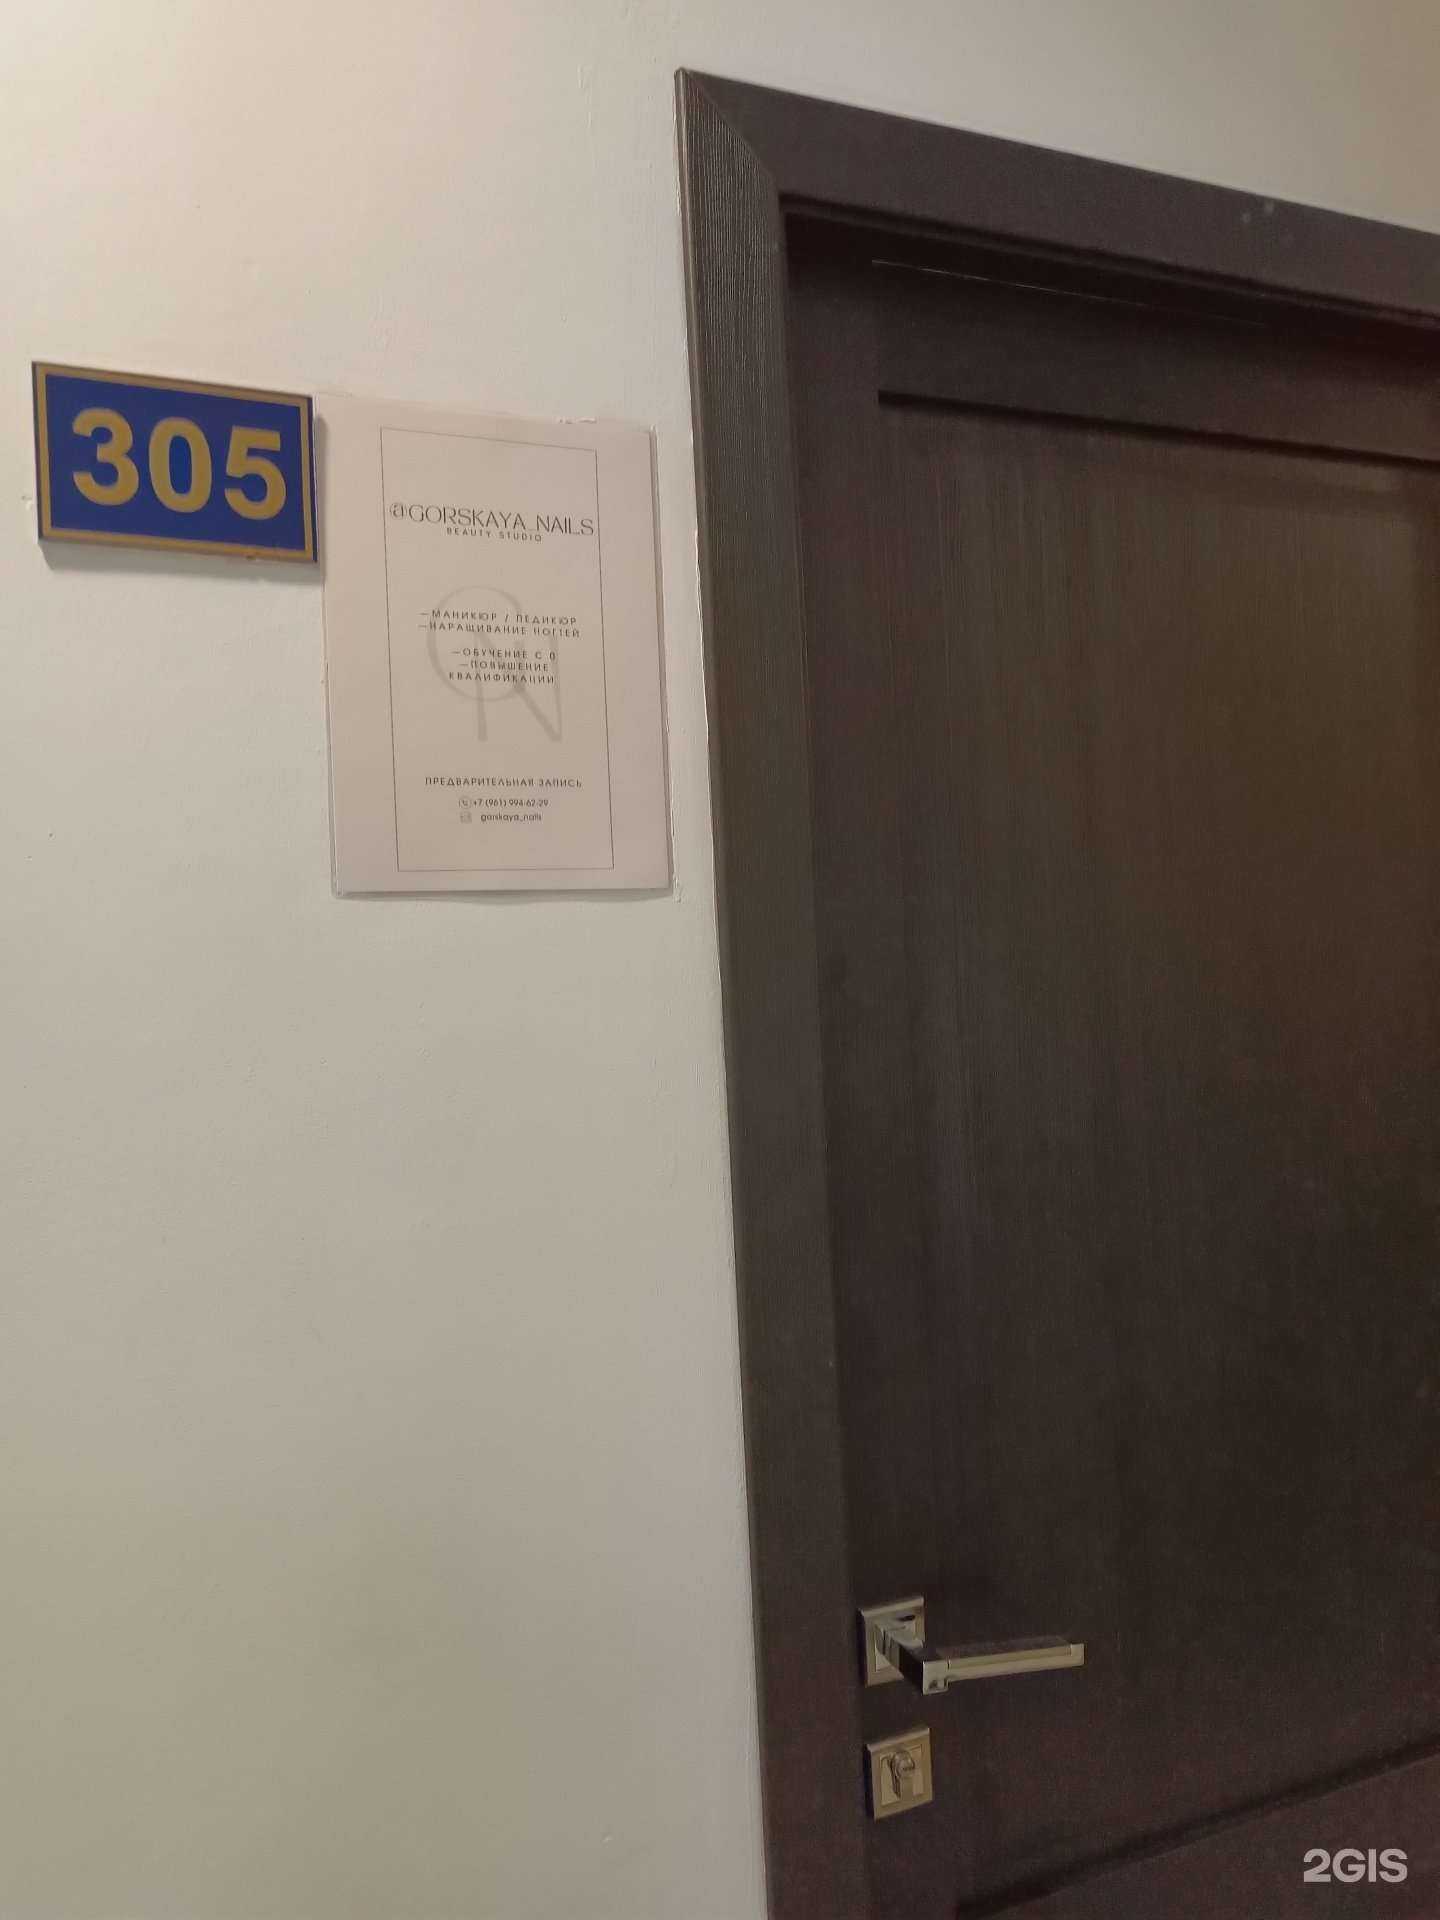 305
@GORSKAYA_NAILS
BEAUTY STUDIO
—МАНИКЮР / ПЕДИКЮР
—НАРАЩИВАНИЕ НОГТЕЙ
—ОБУЧЕНИЕ С 0
—ПОВЫШЕНИЕ
КВАЛИФИКАЦИИ
GN
ПРЕДВАРИТЕЛЬНАЯ ЗАПИСЬ
+7 (961) 994-62-29
gorskaya_nails
2GIS